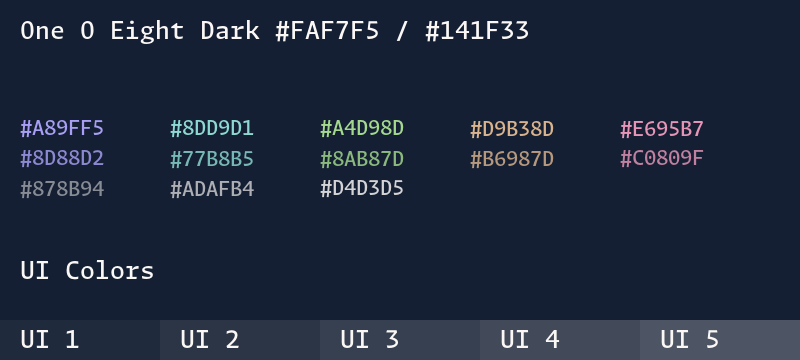 One O Eight Dark #FAF7F5 / #141F33
#A89FF5 #8DD9D1 #A4D98D #D9B38D #E695B7
#8D88D2 #77B8B5 #8AB87D #B6987D #C0809F
#878B94 #ADAFB4 #D4D3D5
UI Colors
UI 1 UI 2 UI 3 UI 4 UI 5